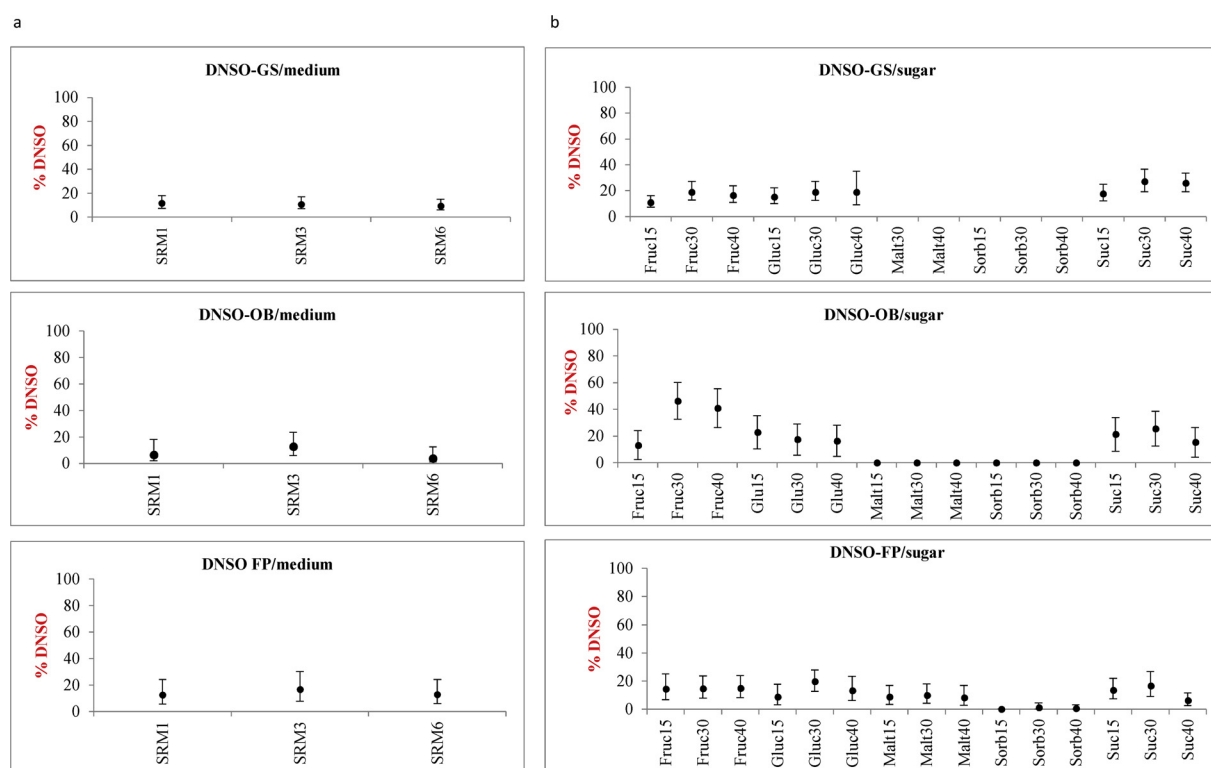 a
DNSO-GS/medium
% DNSO
100
80
60
40
20
0
SRM1
SRM3
SRM6
DNSO-OB/medium
% DNSO
100
80
60
40
20
0
SRM1
SRM3
SRM6
DNSO FP/medium
% DNSO
100
80
60
40
20
0
SRM1
SRM3
SRM6
b
DNSO-GS/sugar
% DNSO
100
80
60
40
20
0
Fruc15
Fruc30
Fruc40
Gluc15
Gluc30
Gluc40
Malt30
Malt40
Sorb15
Sorb30
Sorb40
Suc15
Suc30
Suc40
DNSO-OB/sugar
% DNSO
100
80
60
40
20
0
Fruc15
Fruc30
Fruc40
Glu15
Glu30
Glu40
Malt15
Malt30
Malt40
Sorb15
Sorb30
Sorb40
Suc15
Suc30
Suc40
DNSO-FP/sugar
% DNSO
100
80
60
40
20
0
Fruc15
Fruc30
Fruc40
Gluc15
Gluc30
Gluc40
Malt15
Malt30
Malt40
Sorb15
Sorb30
Sorb40
Suc15
Suc30
Suc40